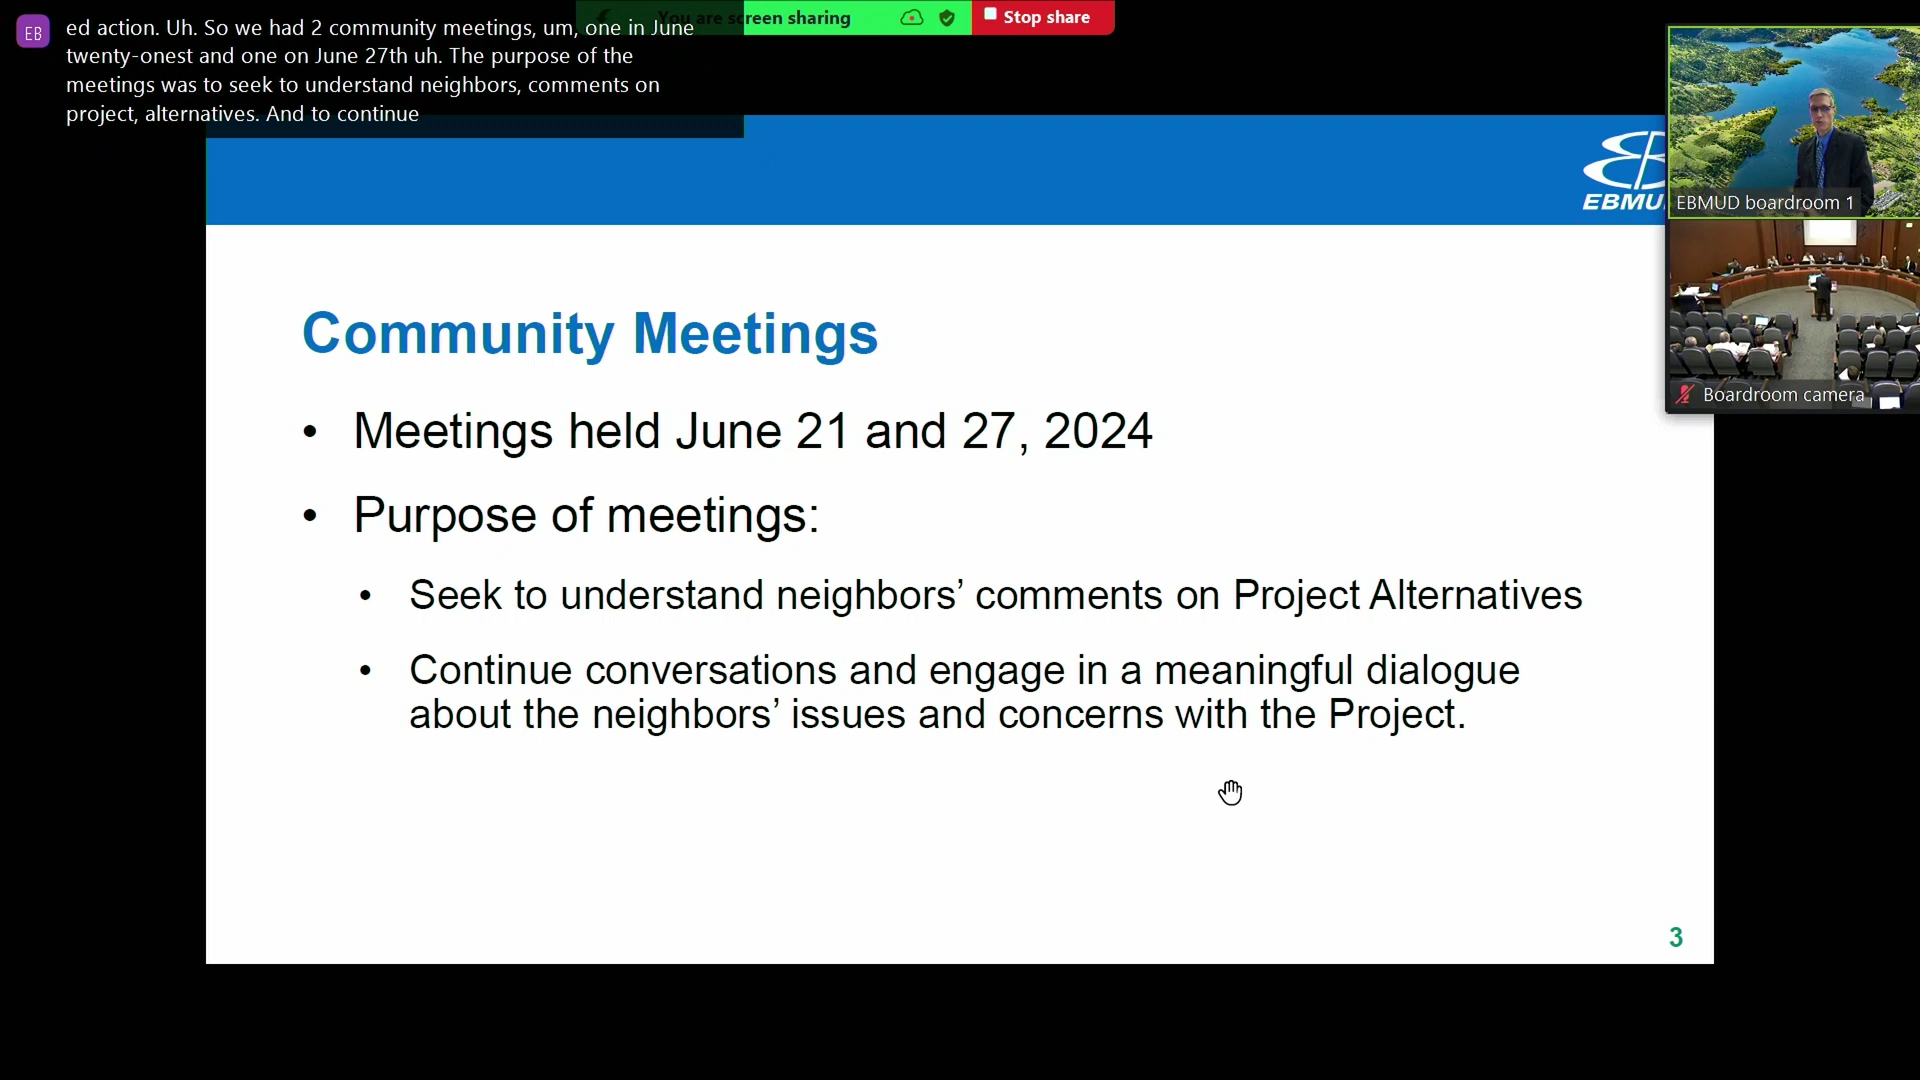 EB
ed action. Uh. So we had 2 community meetings, um, one in June
twenty-onest and one on June 27th uh. The purpose of the
meetings was to seek to understand neighbors, comments on
project, alternatives. And to continue
You are screen sharing
Stop share
EBMUD boardroom 1
Boardroom camera
EBMU
Community Meetings
• Meetings held June 21 and 27, 2024
• Purpose of meetings:
• Seek to understand neighbors’ comments on Project Alternatives
• Continue conversations and engage in a meaningful dialogue
about the neighbors’ issues and concerns with the Project.
3